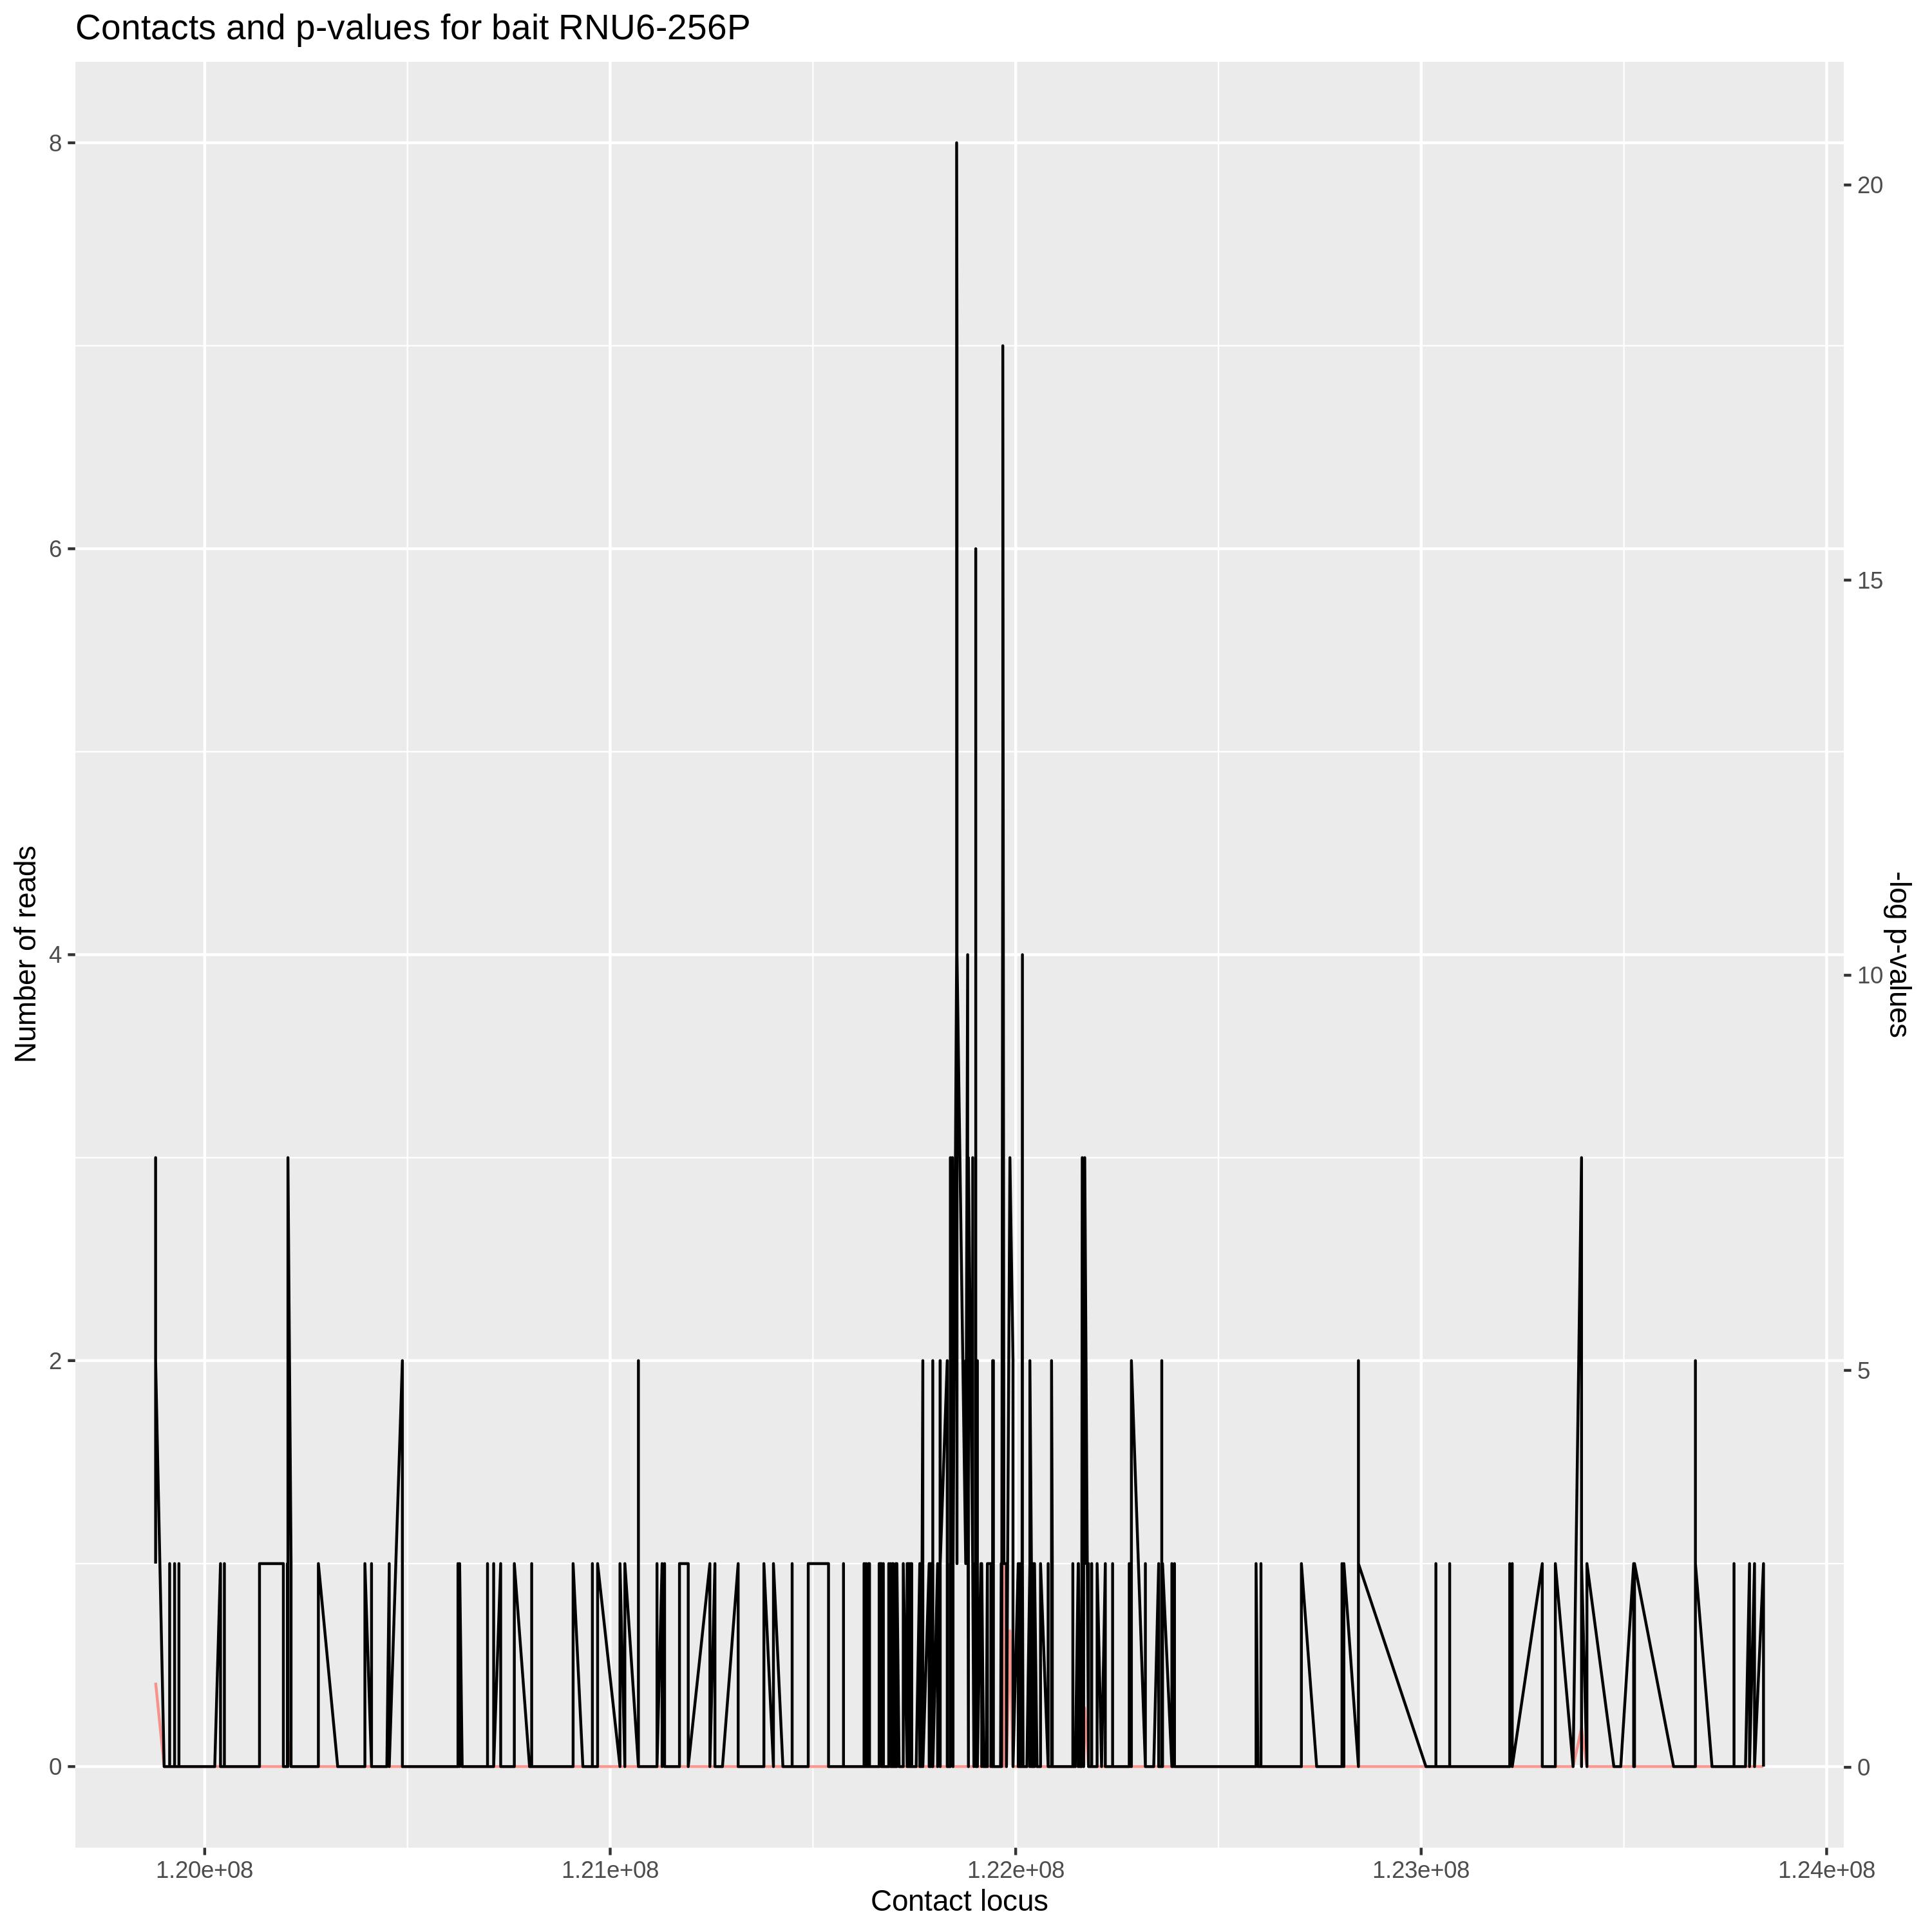 Contacts and p-values for bait RNU6-256P
8
6
4
2
0
Number of reads
20
15
10
5
0
-log p-values
1.20e+08 1.21e+08 1.22e+08 1.23e+08 1.24e+08
Contact locus